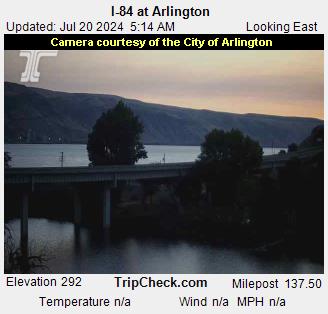 I-84 at Arlington
Updated: Jul 20 2024 5:14 AM Looking East
Camera courtesy of the City of Arlington
Elevation 292 TripCheck.com Milepost 137.50
Temperature n/a Wind n/a MPH n/a